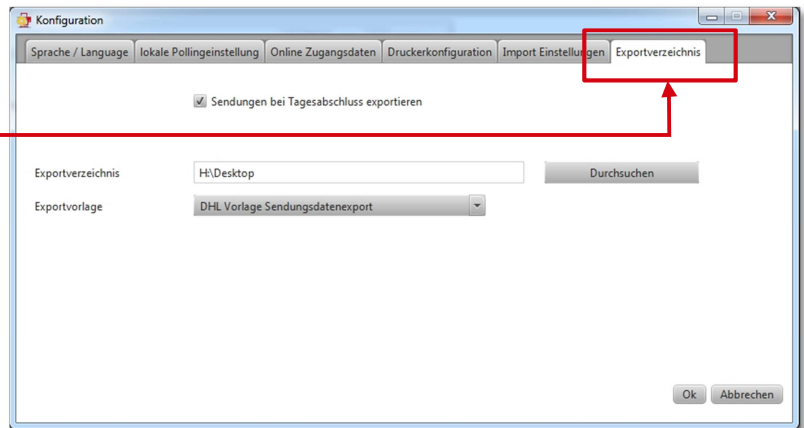 Konfiguration
Sprache / Language lokale Pollingeinstellung Online Zugangsdaten Druckerkonfiguration Import Einstellungen Exportverzeichnis
Sendungen bei Tagesabschluss exportieren
Exportverzeichnis H:\Desktop Durchsuchen
Exportvorlage DHL Vorlage Sendungsdatenexport
Ok Abbrechen